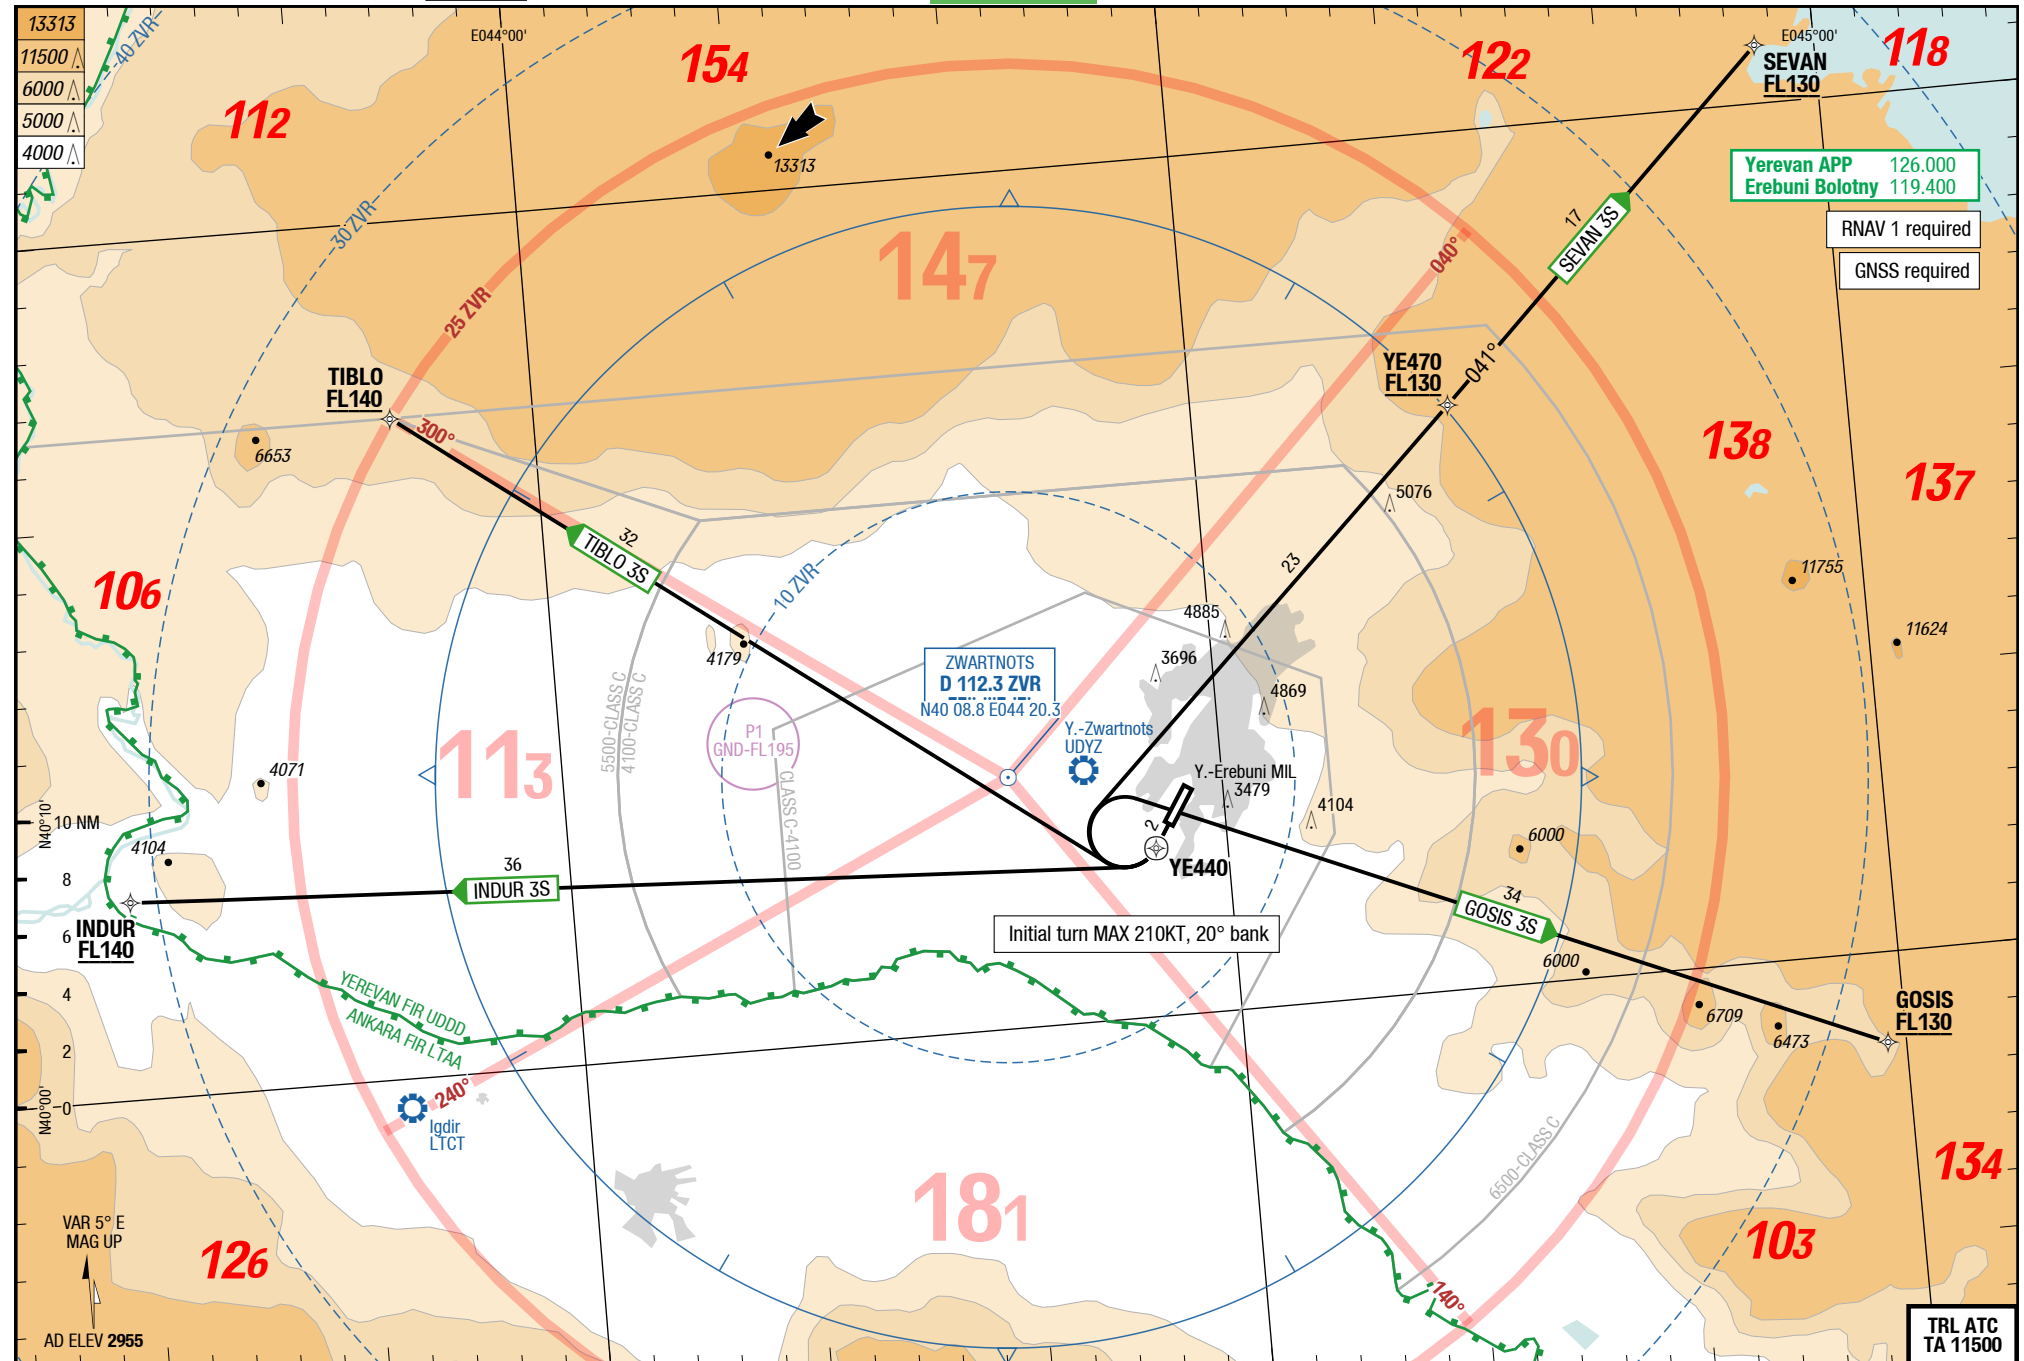 13313
11500
6000
5000
4000
40 ZVR
E044°00'
154
122
E045°00'
118
SEVAN
FL130
112
13313
Yerevan APP 126.000
Erebuni Bolotny 119.400
RNAV 1 required
GNSS required
30 ZVR
17
SEVAN 3S
040°
147
25 ZVR
041°
YE470
FL130
TIBLO
FL140
300°
6653
138
137
5076
32
TIBLO 3S
23
11755
106
10 ZVR
4885
11624
4179
3696
ZWARTNOTS
D 112.3 ZVR
N40 08.8 E044 20.3
4869
5500-CLASS C
4100-CLASS C
P1
GND-FL195
Y.-Zwartnots
UDYZ
113
130
4071
CLASS C-4100
Y.-Erebuni MIL
3479
4104
N40°10'
10 NM
2
4104
6000
8
36
INDUR 3S
YE440
34
GOSIS 3S
INDUR
FL140
6
Initial turn MAX 210KT, 20° bank
6000
4
YEREVAN FIR UDDD
ANKARA FIR LTAA
GOSIS
FL130
6709
6473
2
240°
N40°00'
0
Igdir
LTCT
6500-CLASS C
134
181
VAR 5° E
MAG UP
126
103
140°
AD ELEV 2955
TRL ATC
TA 11500